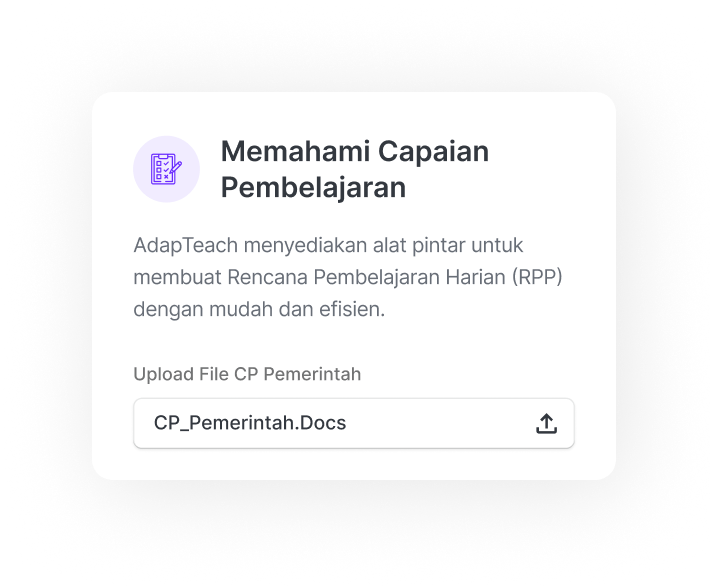 Memahami Capaian
Pembelajaran
AdapTeach menyediakan alat pintar untuk
membuat Rencana Pembelajaran Harian (RPP)
dengan mudah dan efisien.
Upload File CP Pemerintah
CP_Pemerintah.Docs